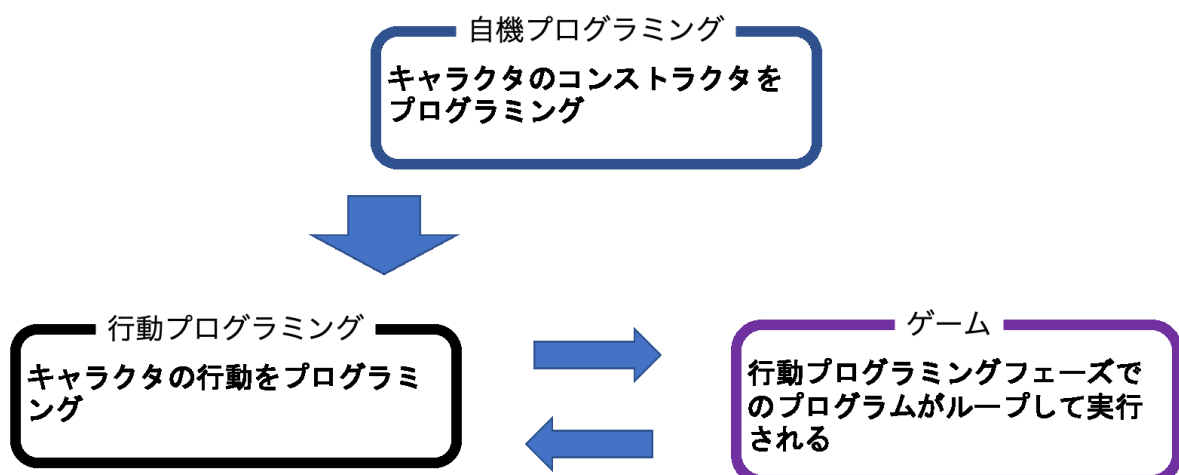 自機プログラミング
キャラクタのコンストラクタを
プログラミング
行動プログラミング
キャラクタの行動をプログラミ
ング
ゲーム
行動プログラミングフェーズで
のプログラムがループして実行
される